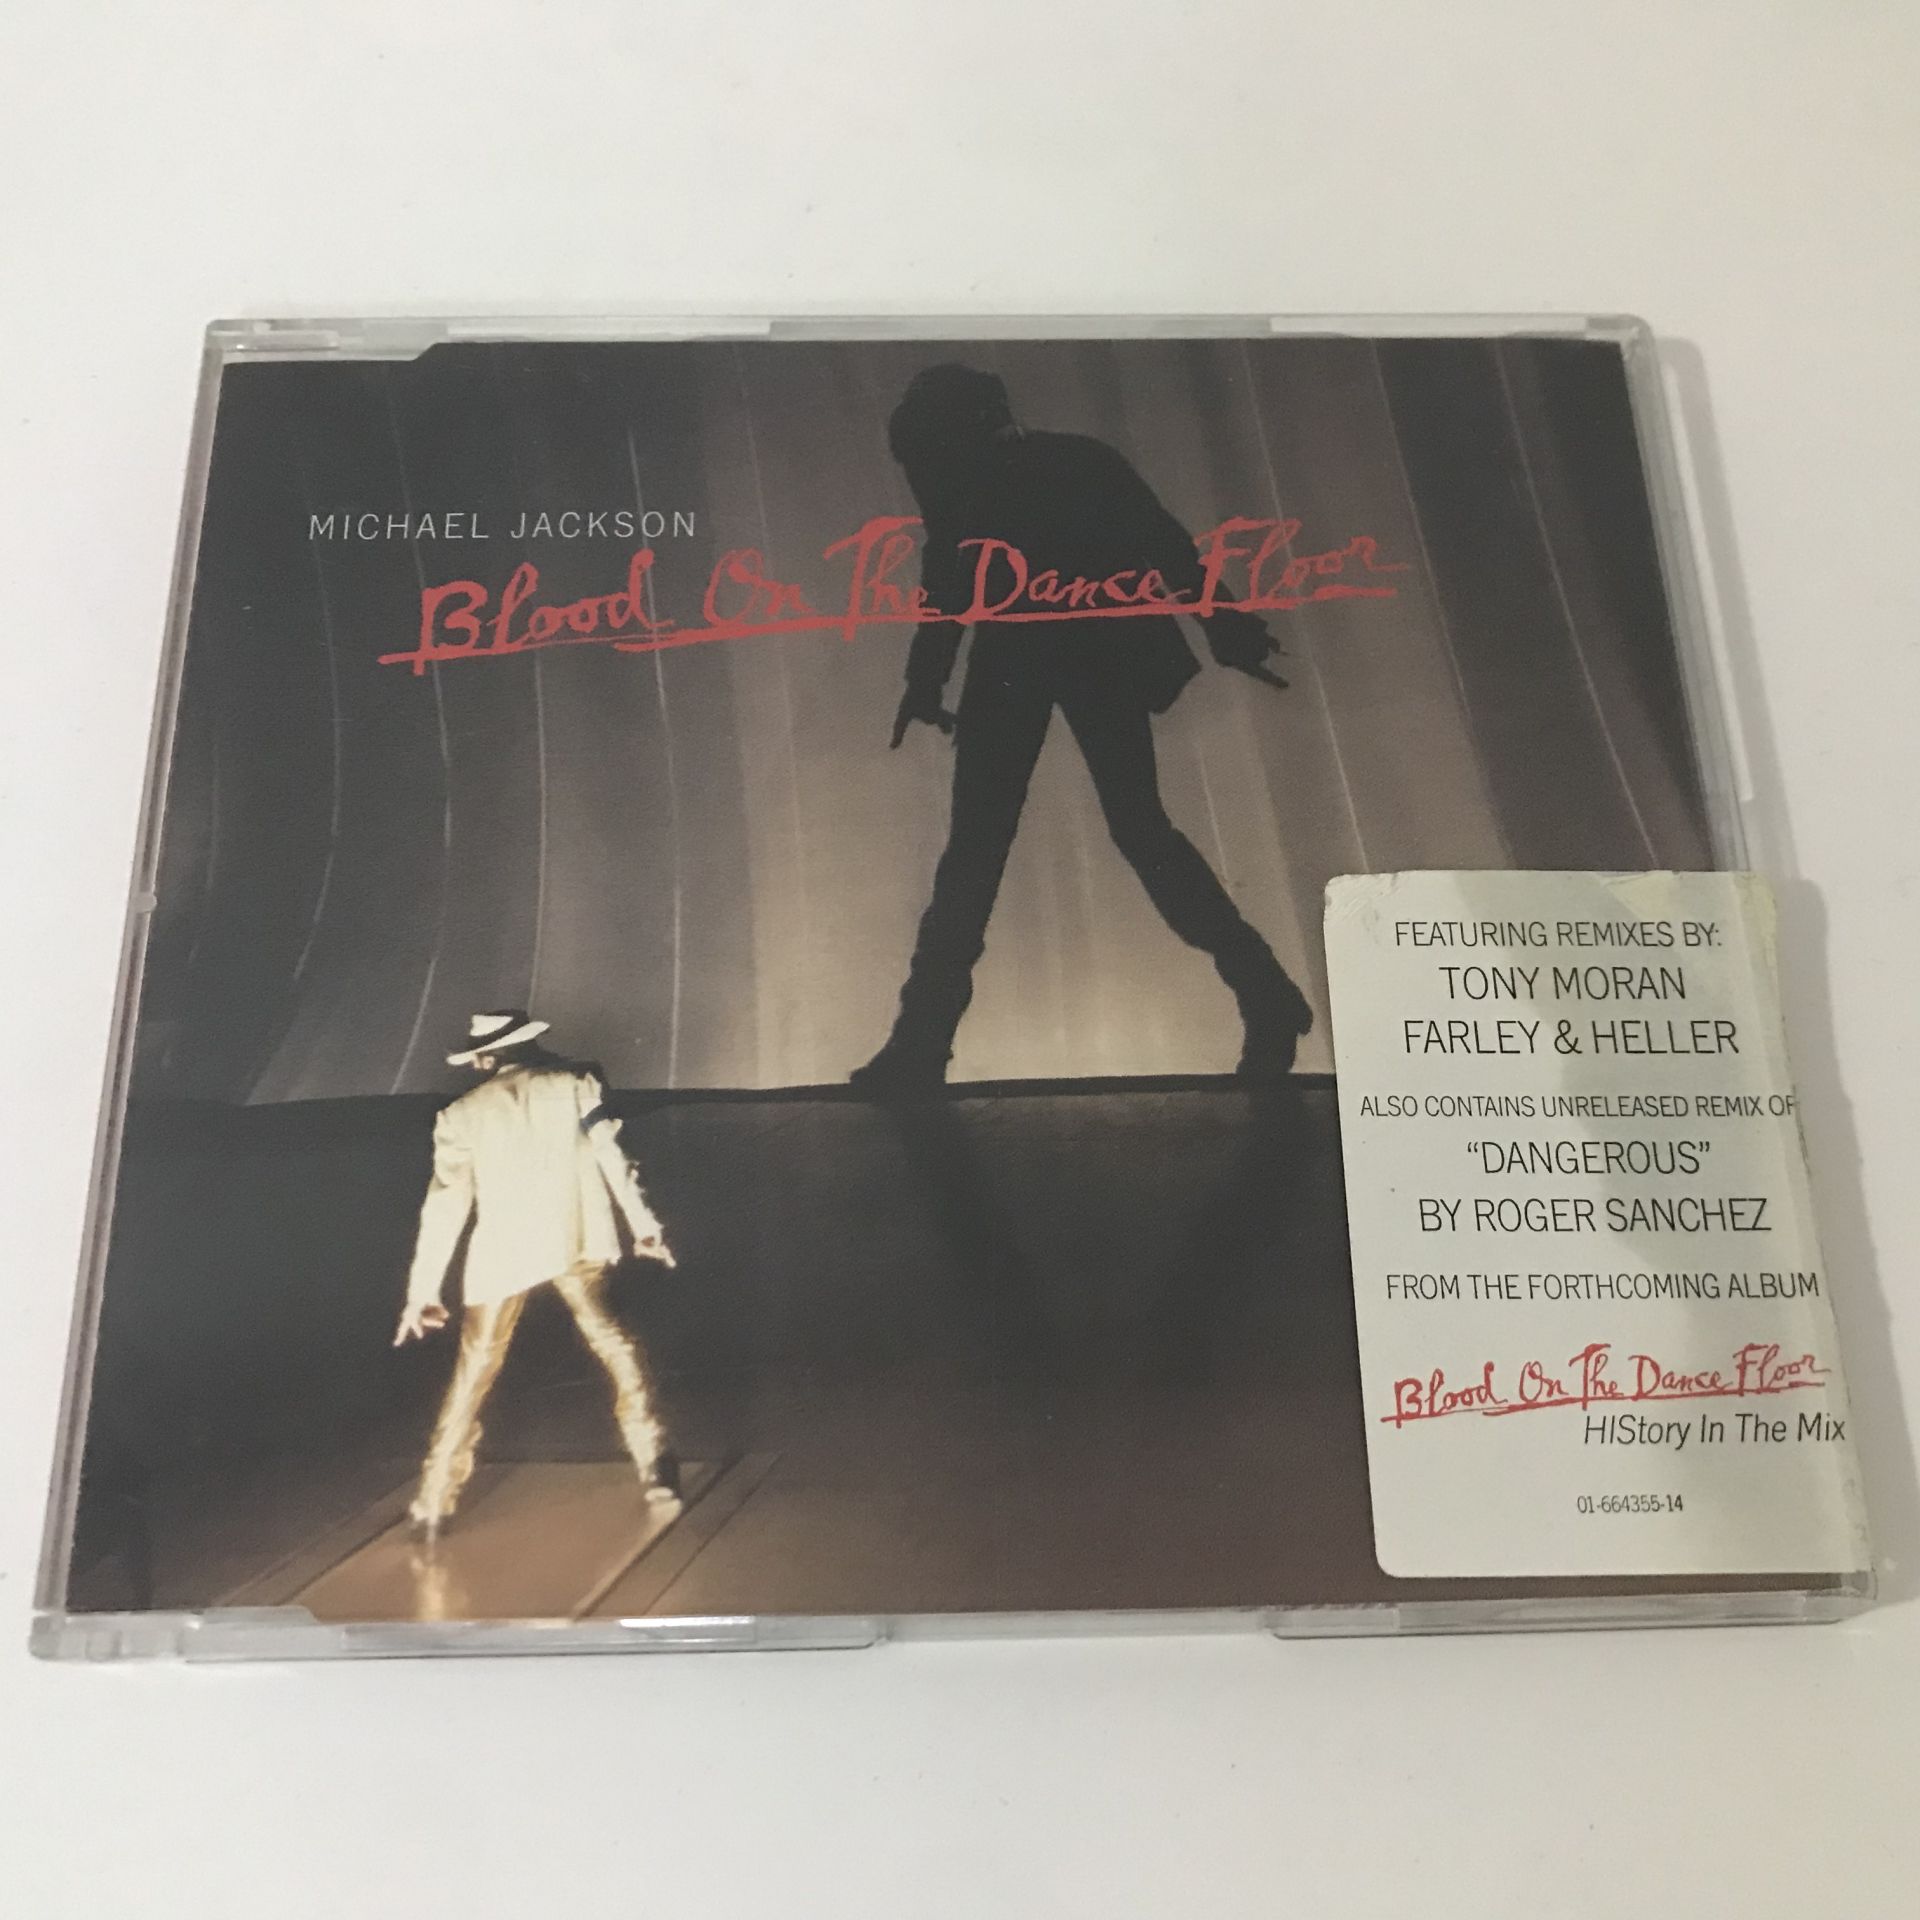 MICHAEL JACKSON
Blood On The Dance Floor
FEATURING REMIXES BY:
TONY MORAN
FARLEY & HELLER
ALSO CONTAINS UNRELEASED REMIX OF
“DANGEROUS”
BY ROGER SANCHEZ
FROM THE FORTHCOMING ALBUM
Blood On The Dance Floor
HIStory In The Mix
01-664355-14